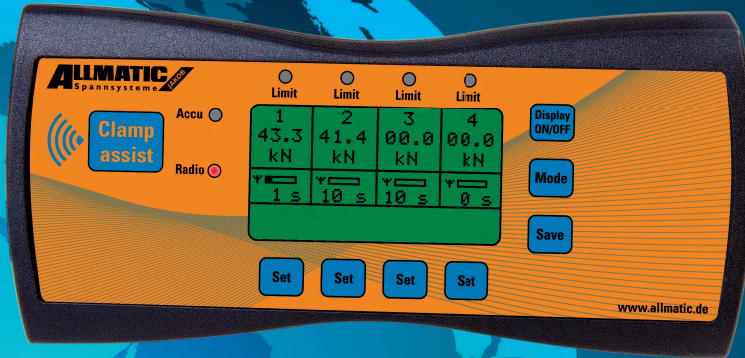 ALLMATIC
JAKOB
Spannsysteme
Clamp
assist
Accu
Radio
Limit Limit Limit Limit
1 2 3 4
43.3 41.4 00.0 00.0
kN kN kN kN
1 s 10 s 10 s 0 s
Display
ON/OFF
Mode
Save
Set Set Set Set
www.allmatic.de